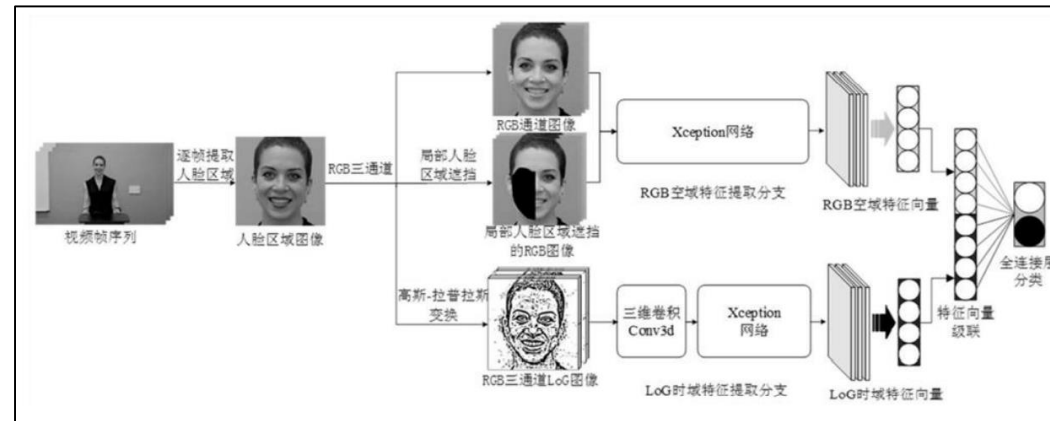 视频帧序列
逐帧提取
人脸区域
人脸区域图像
RGB三通道
RGB通道图像
局部人脸
区域遮挡
局部人脸区域遮挡
的RGB图像
高斯-拉普拉斯
变换
RGB三通道LoG图像
Xception网络
RGB空域特征提取分支
RGB空域特征向量
三维卷积
Conv3d
Xception
网络
LoG时域特征提取分支
LoG时域特征向量
特征向量
级联
全连接层
分类